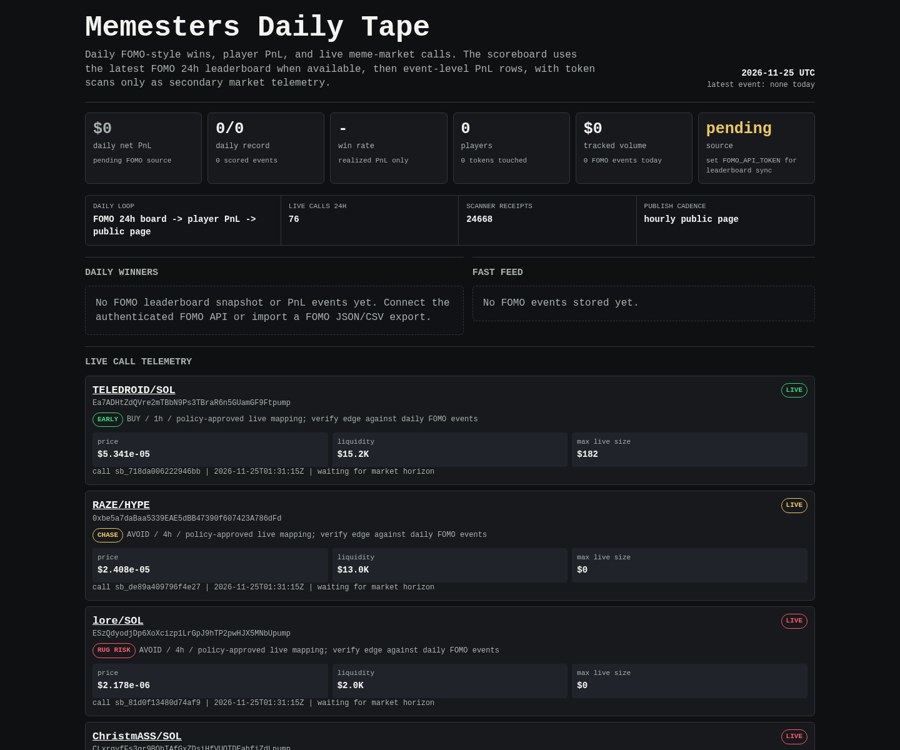 Memesters Daily Tape
Daily FOMO-style wins, player PnL, and live meme-market calls. The scoreboard uses
the latest FOMO 24h leaderboard when available, then event-level PnL rows, with token
scans only as secondary market telemetry.
2026-11-25 UTC
latest event: none today
$0
daily net PnL
pending FOMO source
0/0
daily record
0 scored events
-
win rate
realized PnL only
0
players
0 tokens touched
$0
tracked volume
0 FOMO events today
pending
source
set FOMO_API_TOKEN for
leaderboard sync
DAILY LOOP
FOMO 24h board -> player PnL ->
public page
LIVE CALLS 24H
76
SCANNER RECEIPTS
24668
PUBLISH CADENCE
hourly public page
DAILY WINNERS
No FOMO leaderboard snapshot or PnL events yet. Connect the
authenticated FOMO API or import a FOMO JSON/CSV export.
FAST FEED
No FOMO events stored yet.
LIVE CALL TELEMETRY
TELEDROID/SOL
LIVE
Ea7ADHtZdQVre2mTBbN9Ps3TBraR6n5GUamGF9Ftpump
EARLY BUY / 1h / policy-approved live mapping; verify edge against daily FOMO events
price
$5.341e-05
liquidity
$15.2K
max live size
$182
call sb_718da006222946bb | 2026-11-25T01:31:15Z | waiting for market horizon
RAZE/HYPE
LIVE
0xbe5a7daBaa5339EAE5dBB47390f607423A786dFd
CHASE AVOID / 4h / policy-approved live mapping; verify edge against daily FOMO events
price
$2.408e-05
liquidity
$13.0K
max live size
$0
call sb_de89a409796f4e27 | 2026-11-25T01:31:15Z | waiting for market horizon
lore/SOL
LIVE
ESzQdyodjDp6XoXcizp1LrGpJ9hTP2pwHJX5MNbUpump
RUG RISK AVOID / 4h / policy-approved live mapping; verify edge against daily FOMO events
price
$2.178e-06
liquidity
$2.0K
max live size
$0
call sb_81d0f13480d74af9 | 2026-11-25T01:31:15Z | waiting for market horizon
ChristmASS/SOL
LIVE